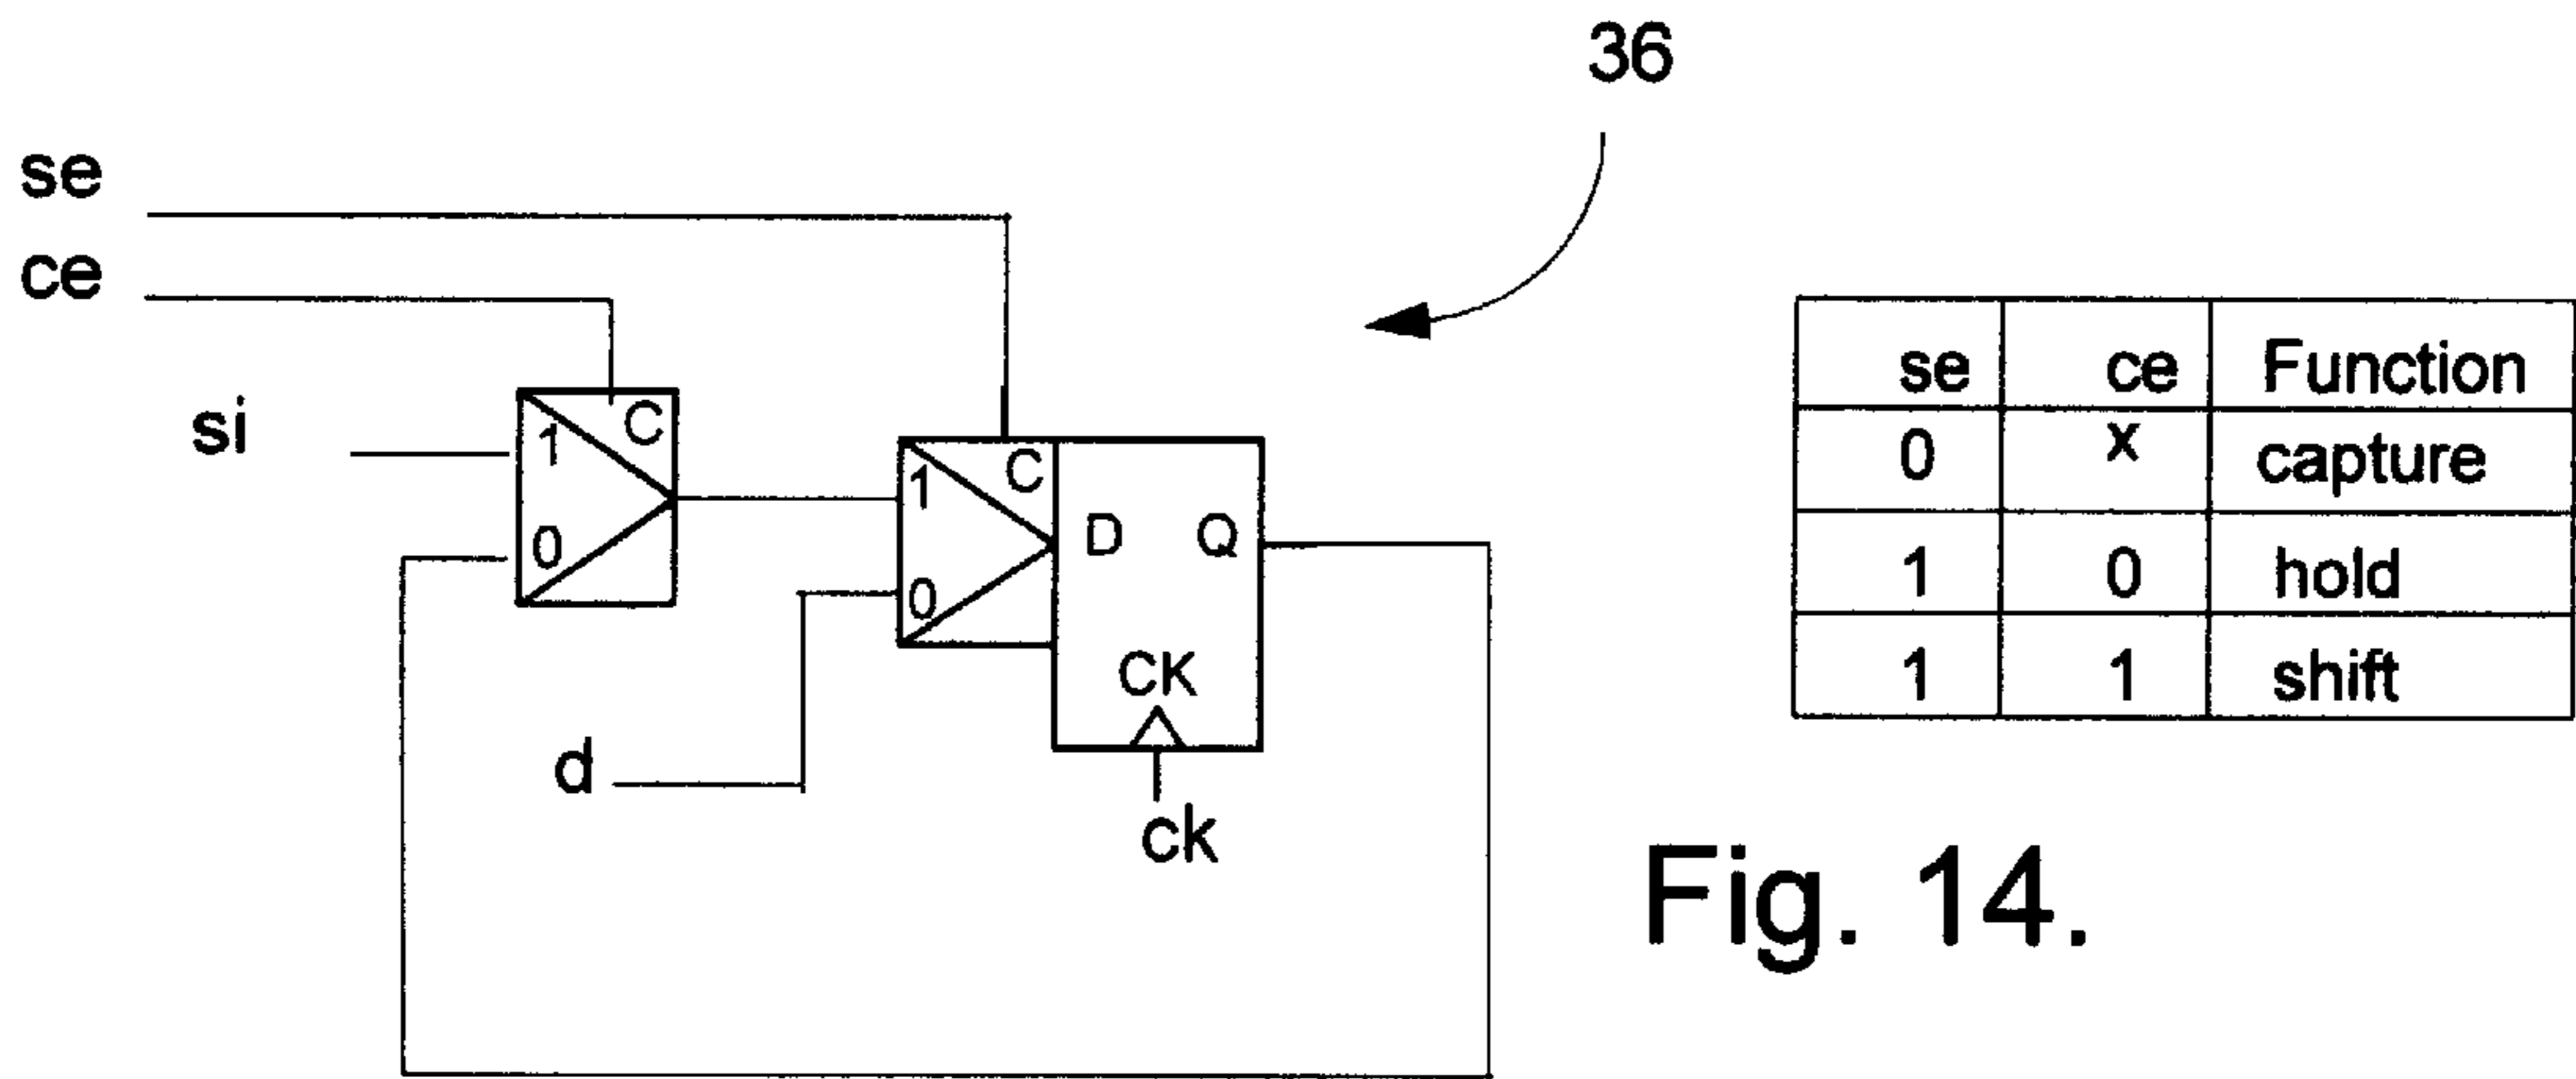 36
se
ce
si
1
C
0
1
C
0
D
Q
CK
d
ck
se ce Function
0 x capture
1 0 hold
1 1 shift
Fig. 14.